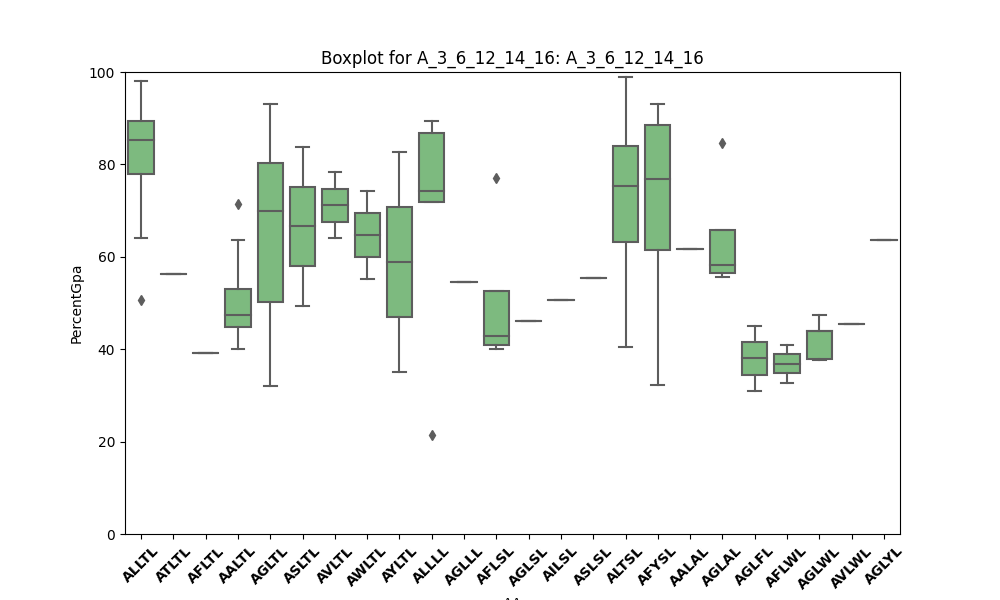 Boxplot for A_3_6_12_14_16: A_3_6_12_14_16
100
80
60
40
20
0
PercentGpa
ALLTL ATLTL AFLTL AALTL AGLTL ASLTL AVLTL AWLTL AYLTL ALLLL AGLLL AFLSL AGLSL AILSL ASLSL ALTSL AFYSL AALAL AGLAL AGLFL AFLWL AGLWL AVLWL AGLYL